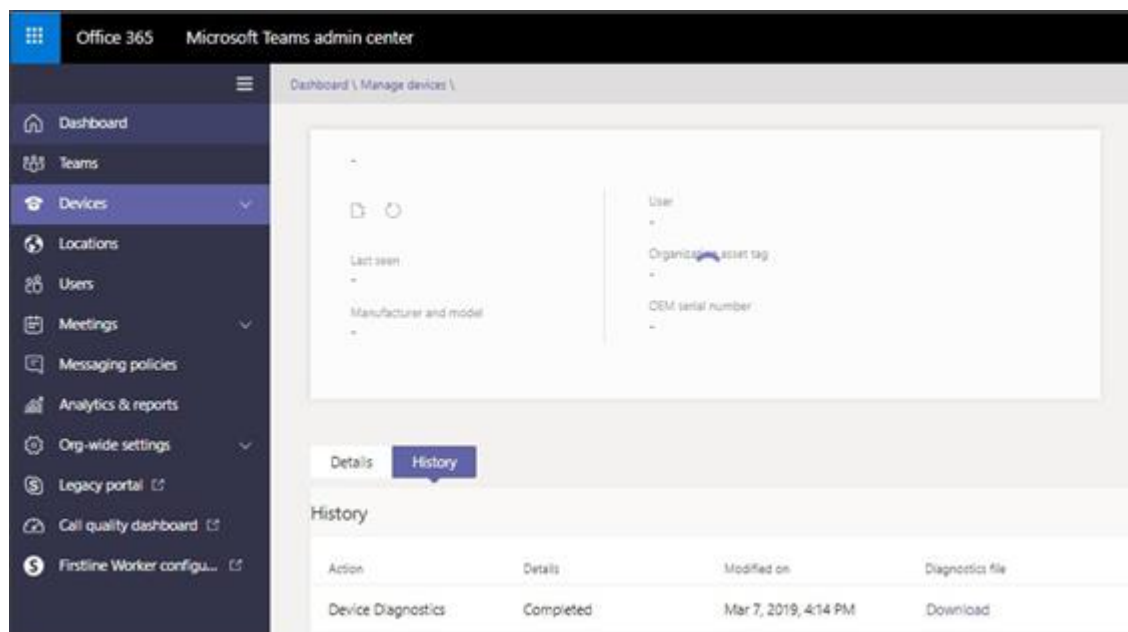 Office 365 Microsoft Teams admin center
Dashboard \ Manage devices \
Dashboard
Teams
Devices
Locations
Users
Meetings
Messaging policies
Analytics & reports
Org-wide settings
Legacy portal
Call quality dashboard
Firstline Worker configu...
-
Last seen
-
Manufacturer and model
-
User
-
Organization asset tag
-
OEM serial number
-
Details History
History
Action Details Modified on Diagnostics file
Device Diagnostics Completed Mar 7, 2019, 4:14 PM Download